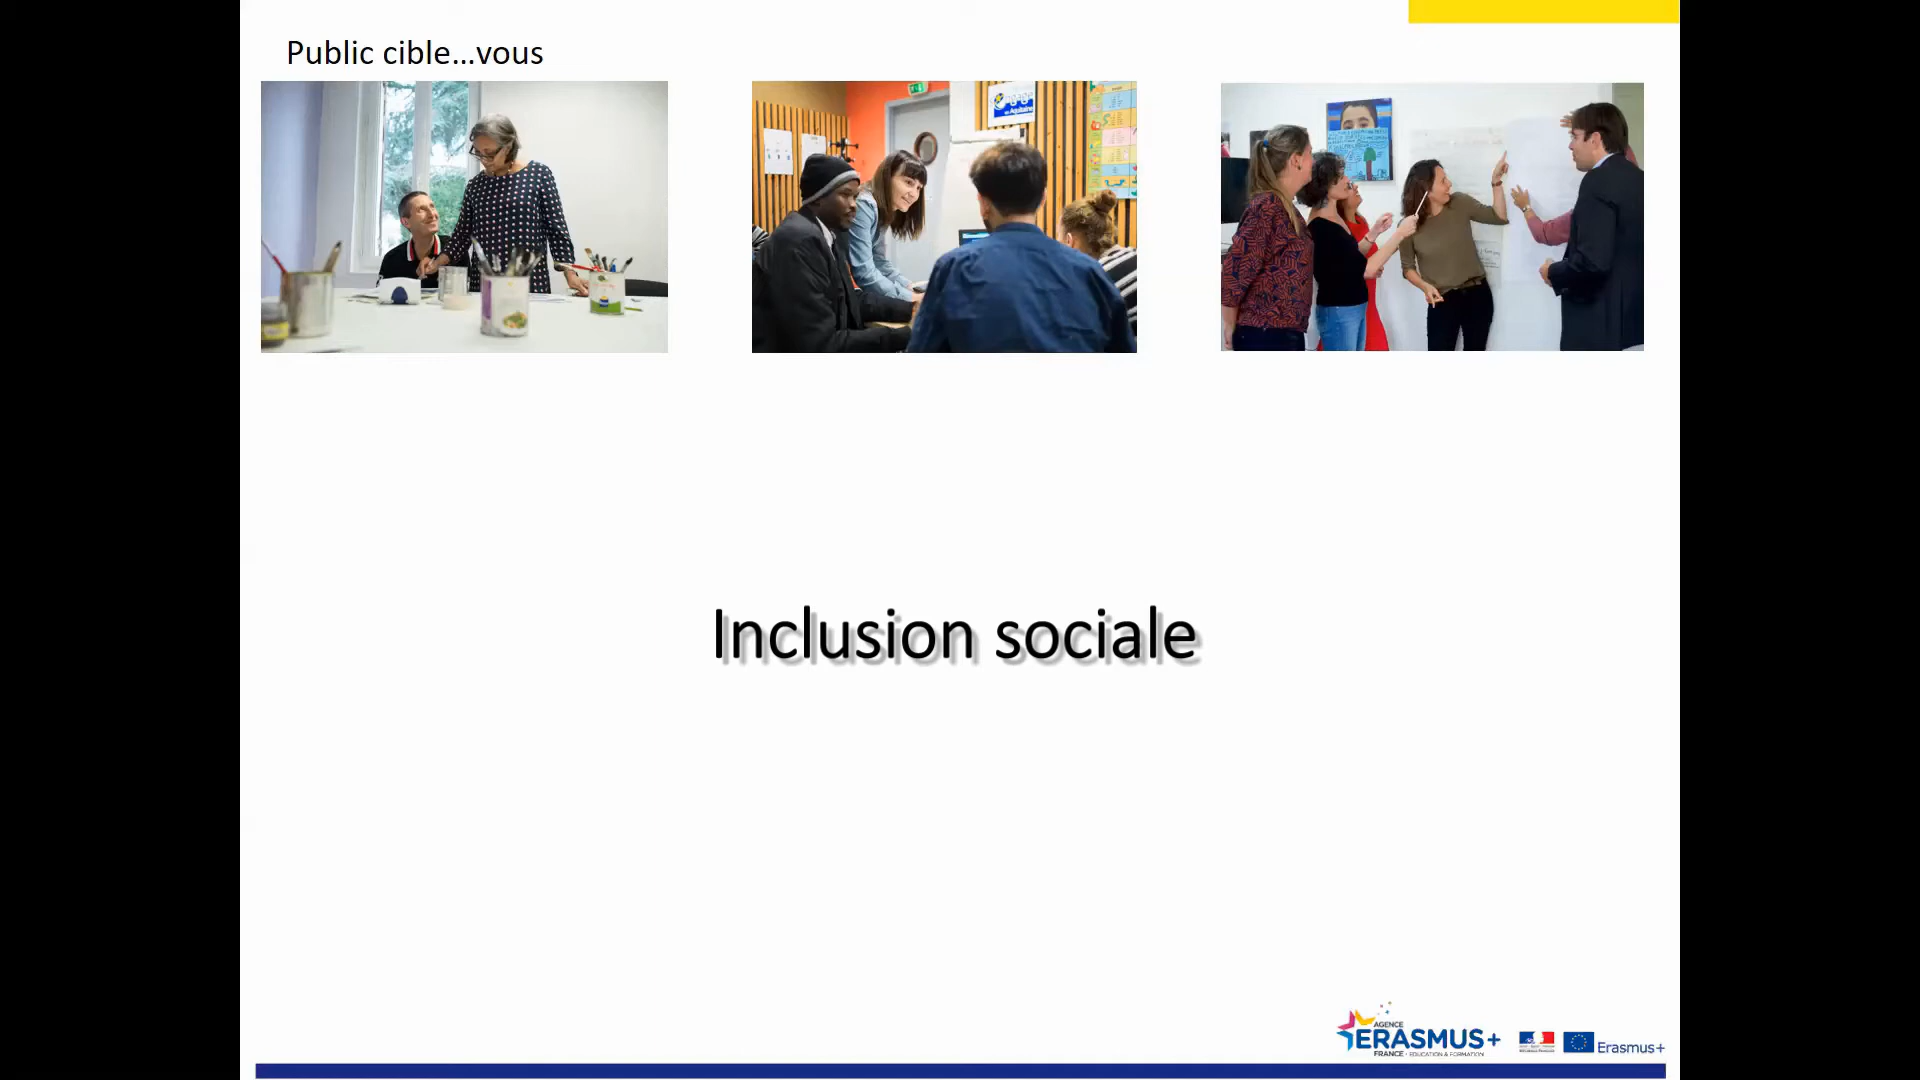 Public cible...vous
Inclusion sociale
AGENCE
ERASMUS+
FRANCE • EDUCATION & FORMATION
Erasmus+